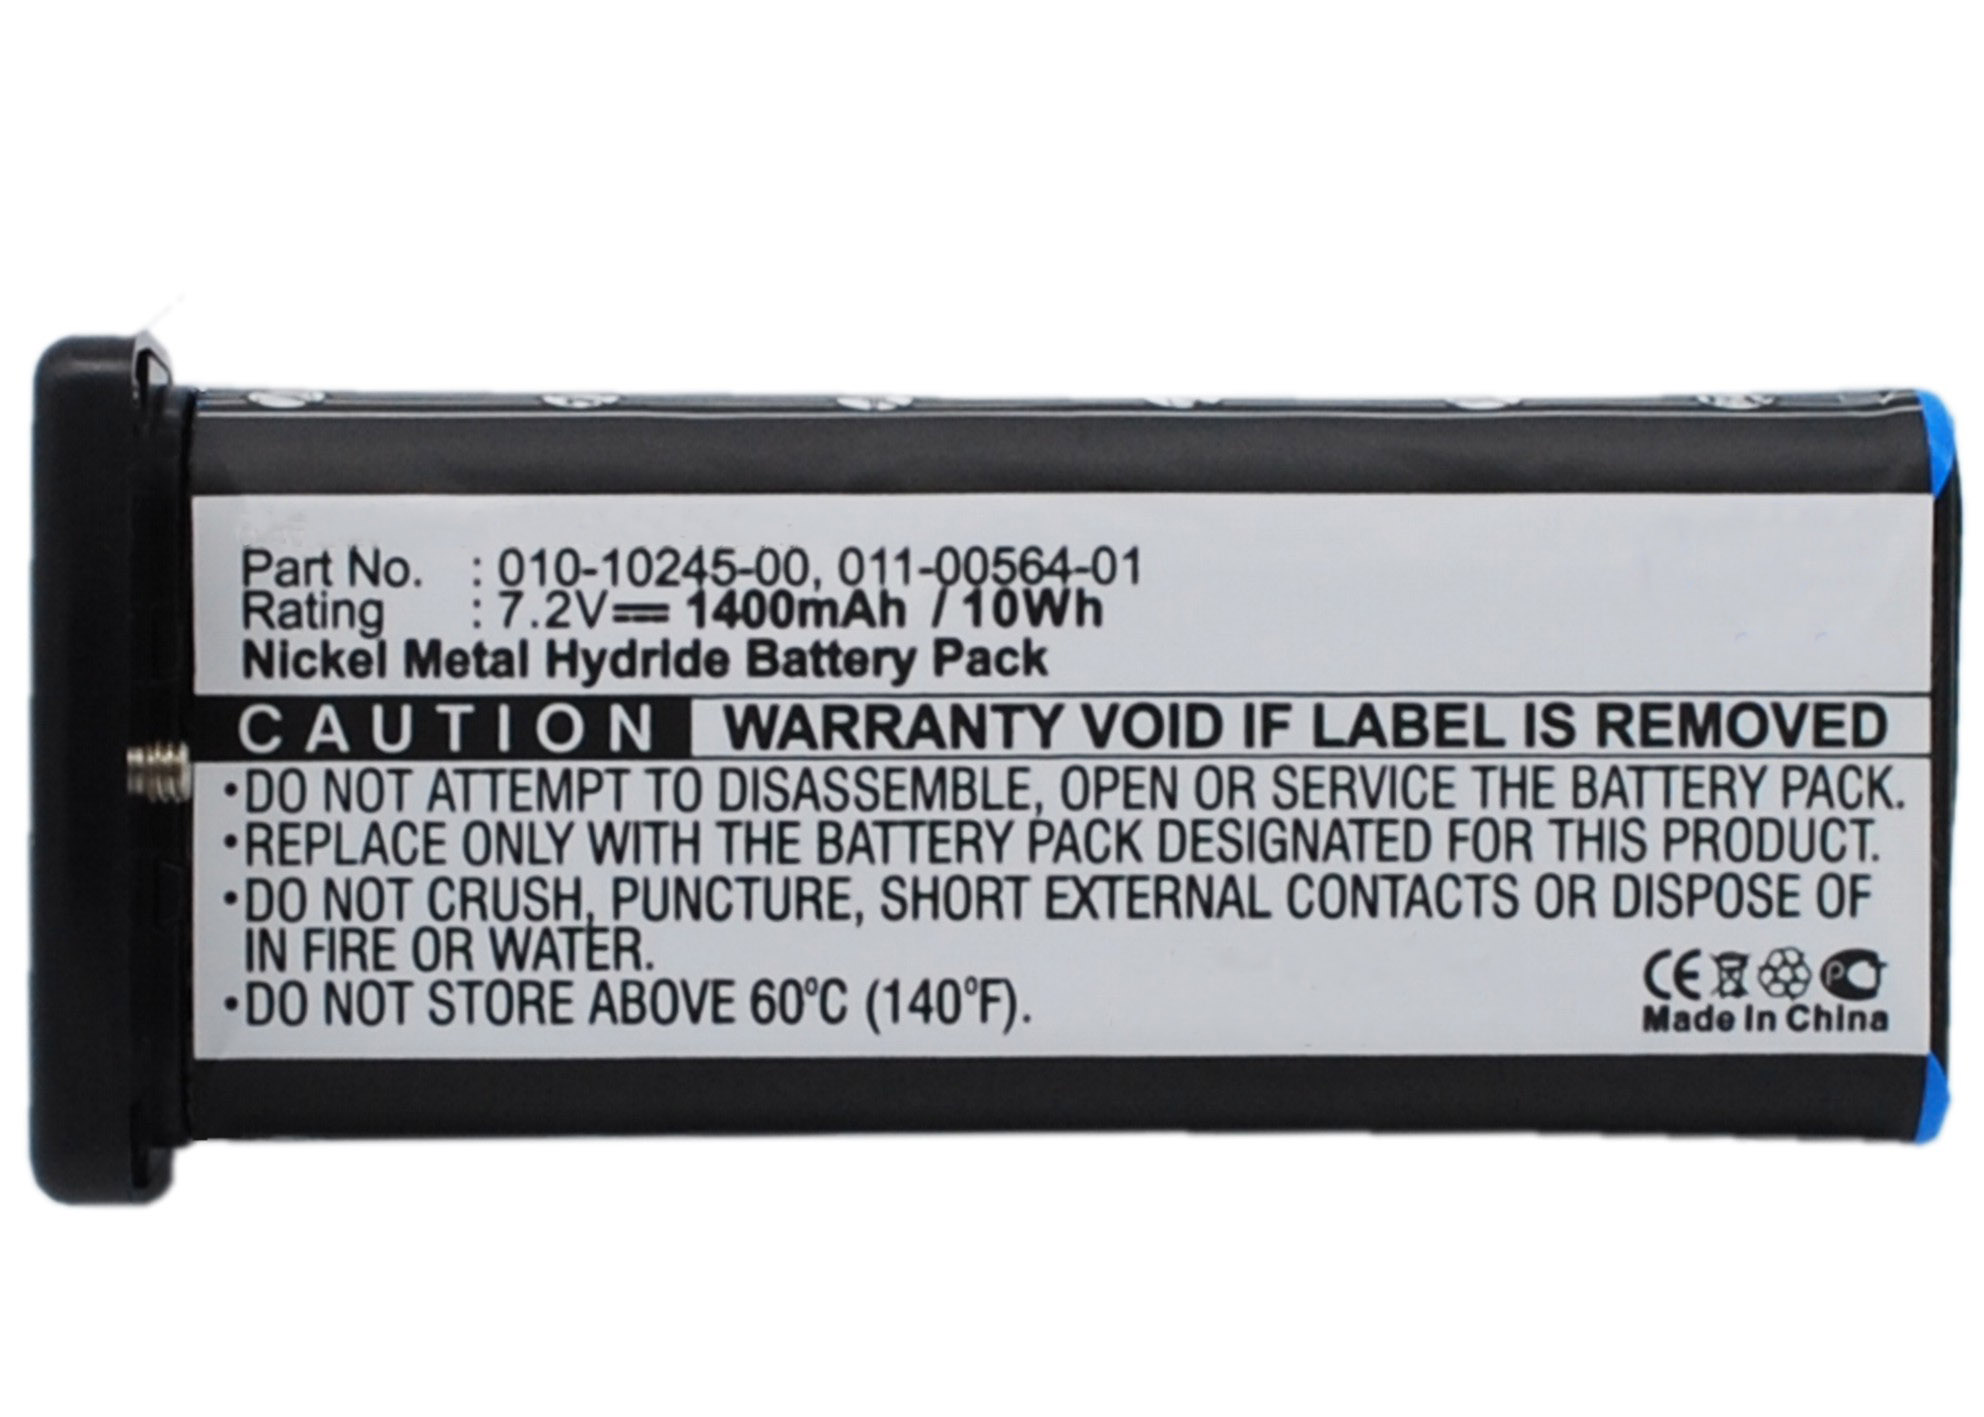 Part No. : 010-10245-00, 011-00564-01
Rating : 7.2V⎓ 1400mAh / 10Wh
Nickel Metal Hydride Battery Pack
CAUTION WARRANTY VOID IF LABEL IS REMOVED
•DO NOT ATTEMPT TO DISASSEMBLE, OPEN OR SERVICE THE BATTERY PACK.
•REPLACE ONLY WITH THE BATTERY PACK DESIGNATED FOR THIS PRODUCT.
•DO NOT CRUSH, PUNCTURE, SHORT EXTERNAL CONTACTS OR DISPOSE OF
IN FIRE OR WATER.
•DO NOT STORE ABOVE 60°C (140°F).
CE PC
Made in China